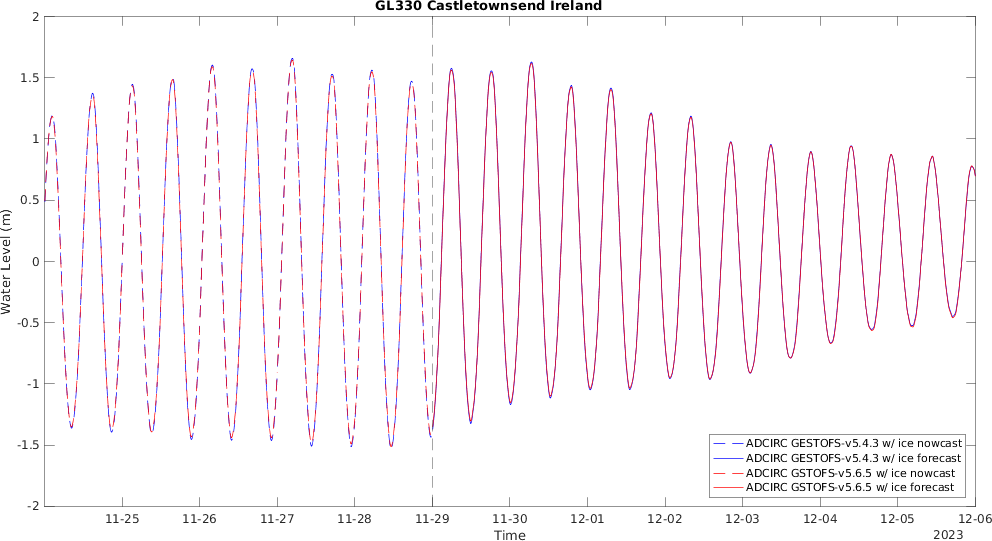 GL330 Castletownsend Ireland
2
1.5
1
0.5
0
-0.5
-1
-1.5
-2
Water Level (m)
ADCIRC GESTOFS-v5.4.3 w/ ice nowcast
ADCIRC GESTOFS-v5.4.3 w/ ice forecast
ADCIRC GSTOFS-v5.6.5 w/ ice nowcast
ADCIRC GSTOFS-v5.6.5 w/ ice forecast
11-25 11-26 11-27 11-28 11-29 11-30 12-01 12-02 12-03 12-04 12-05 12-06
Time
2023